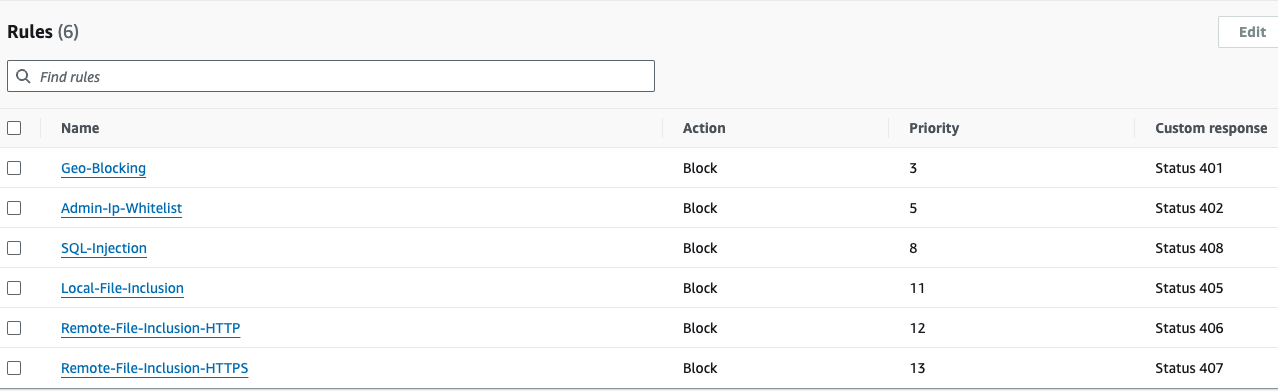 Rules (6)
Edit
Find rules
Name Action Priority Custom response
Geo-Blocking Block 3 Status 401
Admin-Ip-Whitelist Block 5 Status 402
SQL-Injection Block 8 Status 408
Local-File-Inclusion Block 11 Status 405
Remote-File-Inclusion-HTTP Block 12 Status 406
Remote-File-Inclusion-HTTPS Block 13 Status 407